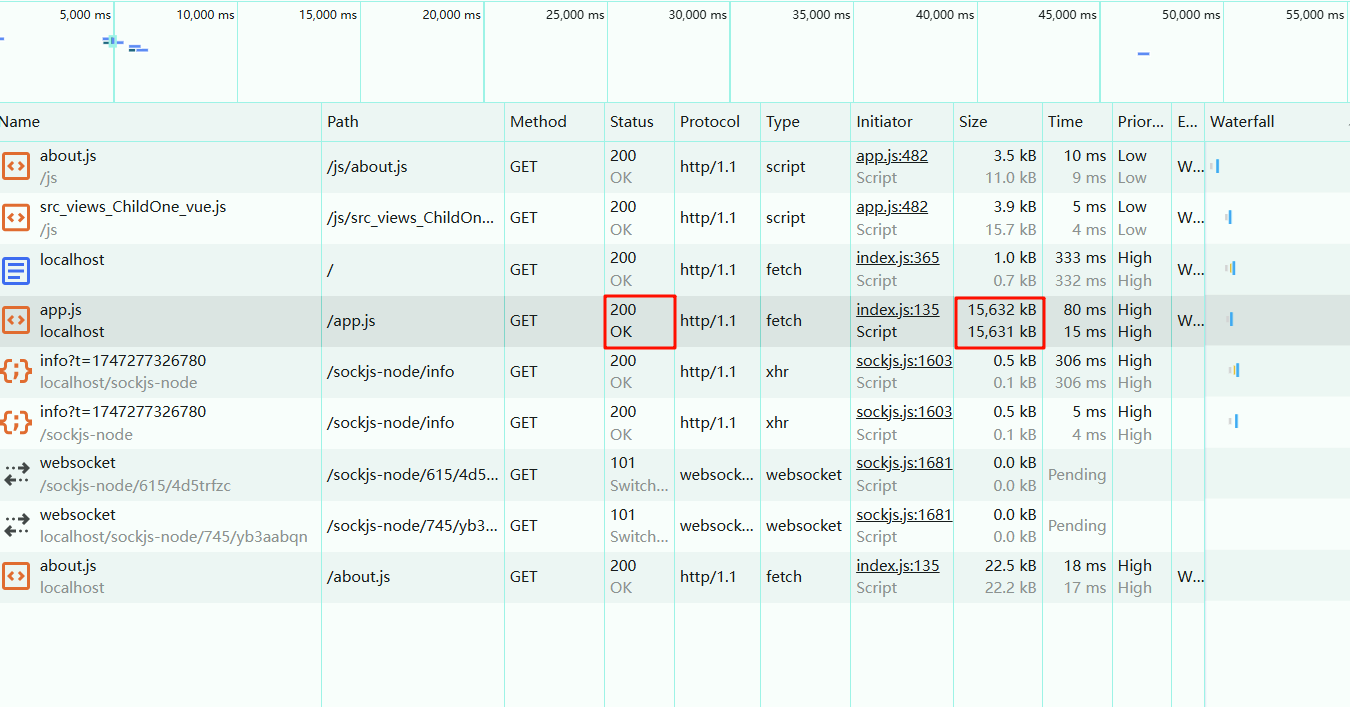 5,000 ms 10,000 ms 15,000 ms 20,000 ms 25,000 ms 30,000 ms 35,000 ms 40,000 ms 45,000 ms 50,000 ms 55,000 ms
Name Path Method Status Protocol Type Initiator Size Time Prior... E... Waterfall
about.js 200 app.js:482 3.5 kB 10 ms Low
/js/about.js GET http/1.1 script W...
/js OK Script 11.0 kB 9 ms Low
src_views_ChildOne_vue.js 200 app.js:482 3.9 kB 5 ms Low
/js/src_views_ChildOn... GET http/1.1 script W...
/js OK Script 15.7 kB 4 ms Low
localhost 200 index.js:365 1.0 kB 333 ms High
/ GET http/1.1 fetch W...
OK Script 0.7 kB 332 ms High
app.js 200 index.js:135 15,632 kB 80 ms High
/app.js GET http/1.1 fetch W...
localhost OK Script 15,631 kB 15 ms High
info?t=1747277326780 200 sockjs.js:1603 0.5 kB 306 ms High
/sockjs-node/info GET http/1.1 xhr
localhost/sockjs-node OK Script 0.1 kB 306 ms High
info?t=1747277326780 200 sockjs.js:1603 0.5 kB 5 ms High
/sockjs-node/info GET http/1.1 xhr
/sockjs-node OK Script 0.1 kB 4 ms High
websocket 101 sockjs.js:1681 0.0 kB
/sockjs-node/615/4d5... GET websock... websocket Pending
/sockjs-node/615/4d5trfzc Switch... Script 0.0 kB
websocket 101 sockjs.js:1681 0.0 kB
/sockjs-node/745/yb3... GET websock... websocket Pending
localhost/sockjs-node/745/yb3aabqn Switch... Script 0.0 kB
about.js 200 index.js:135 22.5 kB 18 ms High
/about.js GET http/1.1 fetch W...
localhost OK Script 22.2 kB 17 ms High